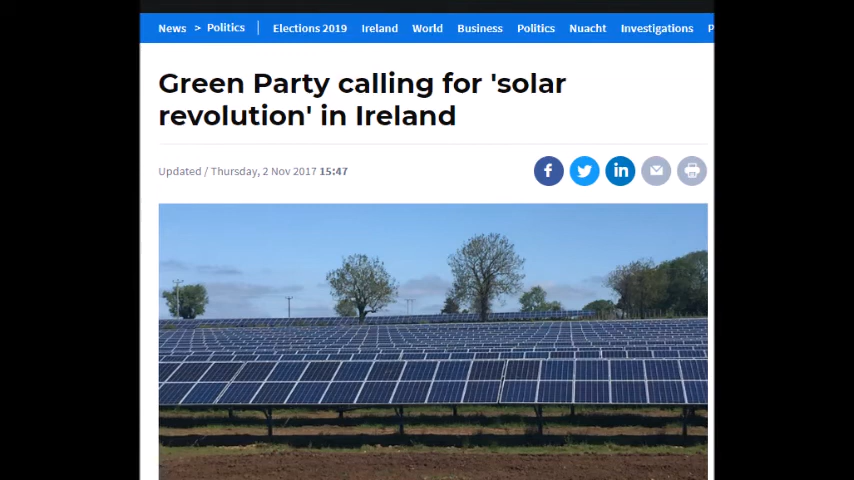 News > Politics | Elections 2019 Ireland World Business Politics Nuacht Investigations P
Green Party calling for 'solar
revolution' in Ireland
Updated / Thursday, 2 Nov 2017 15:47